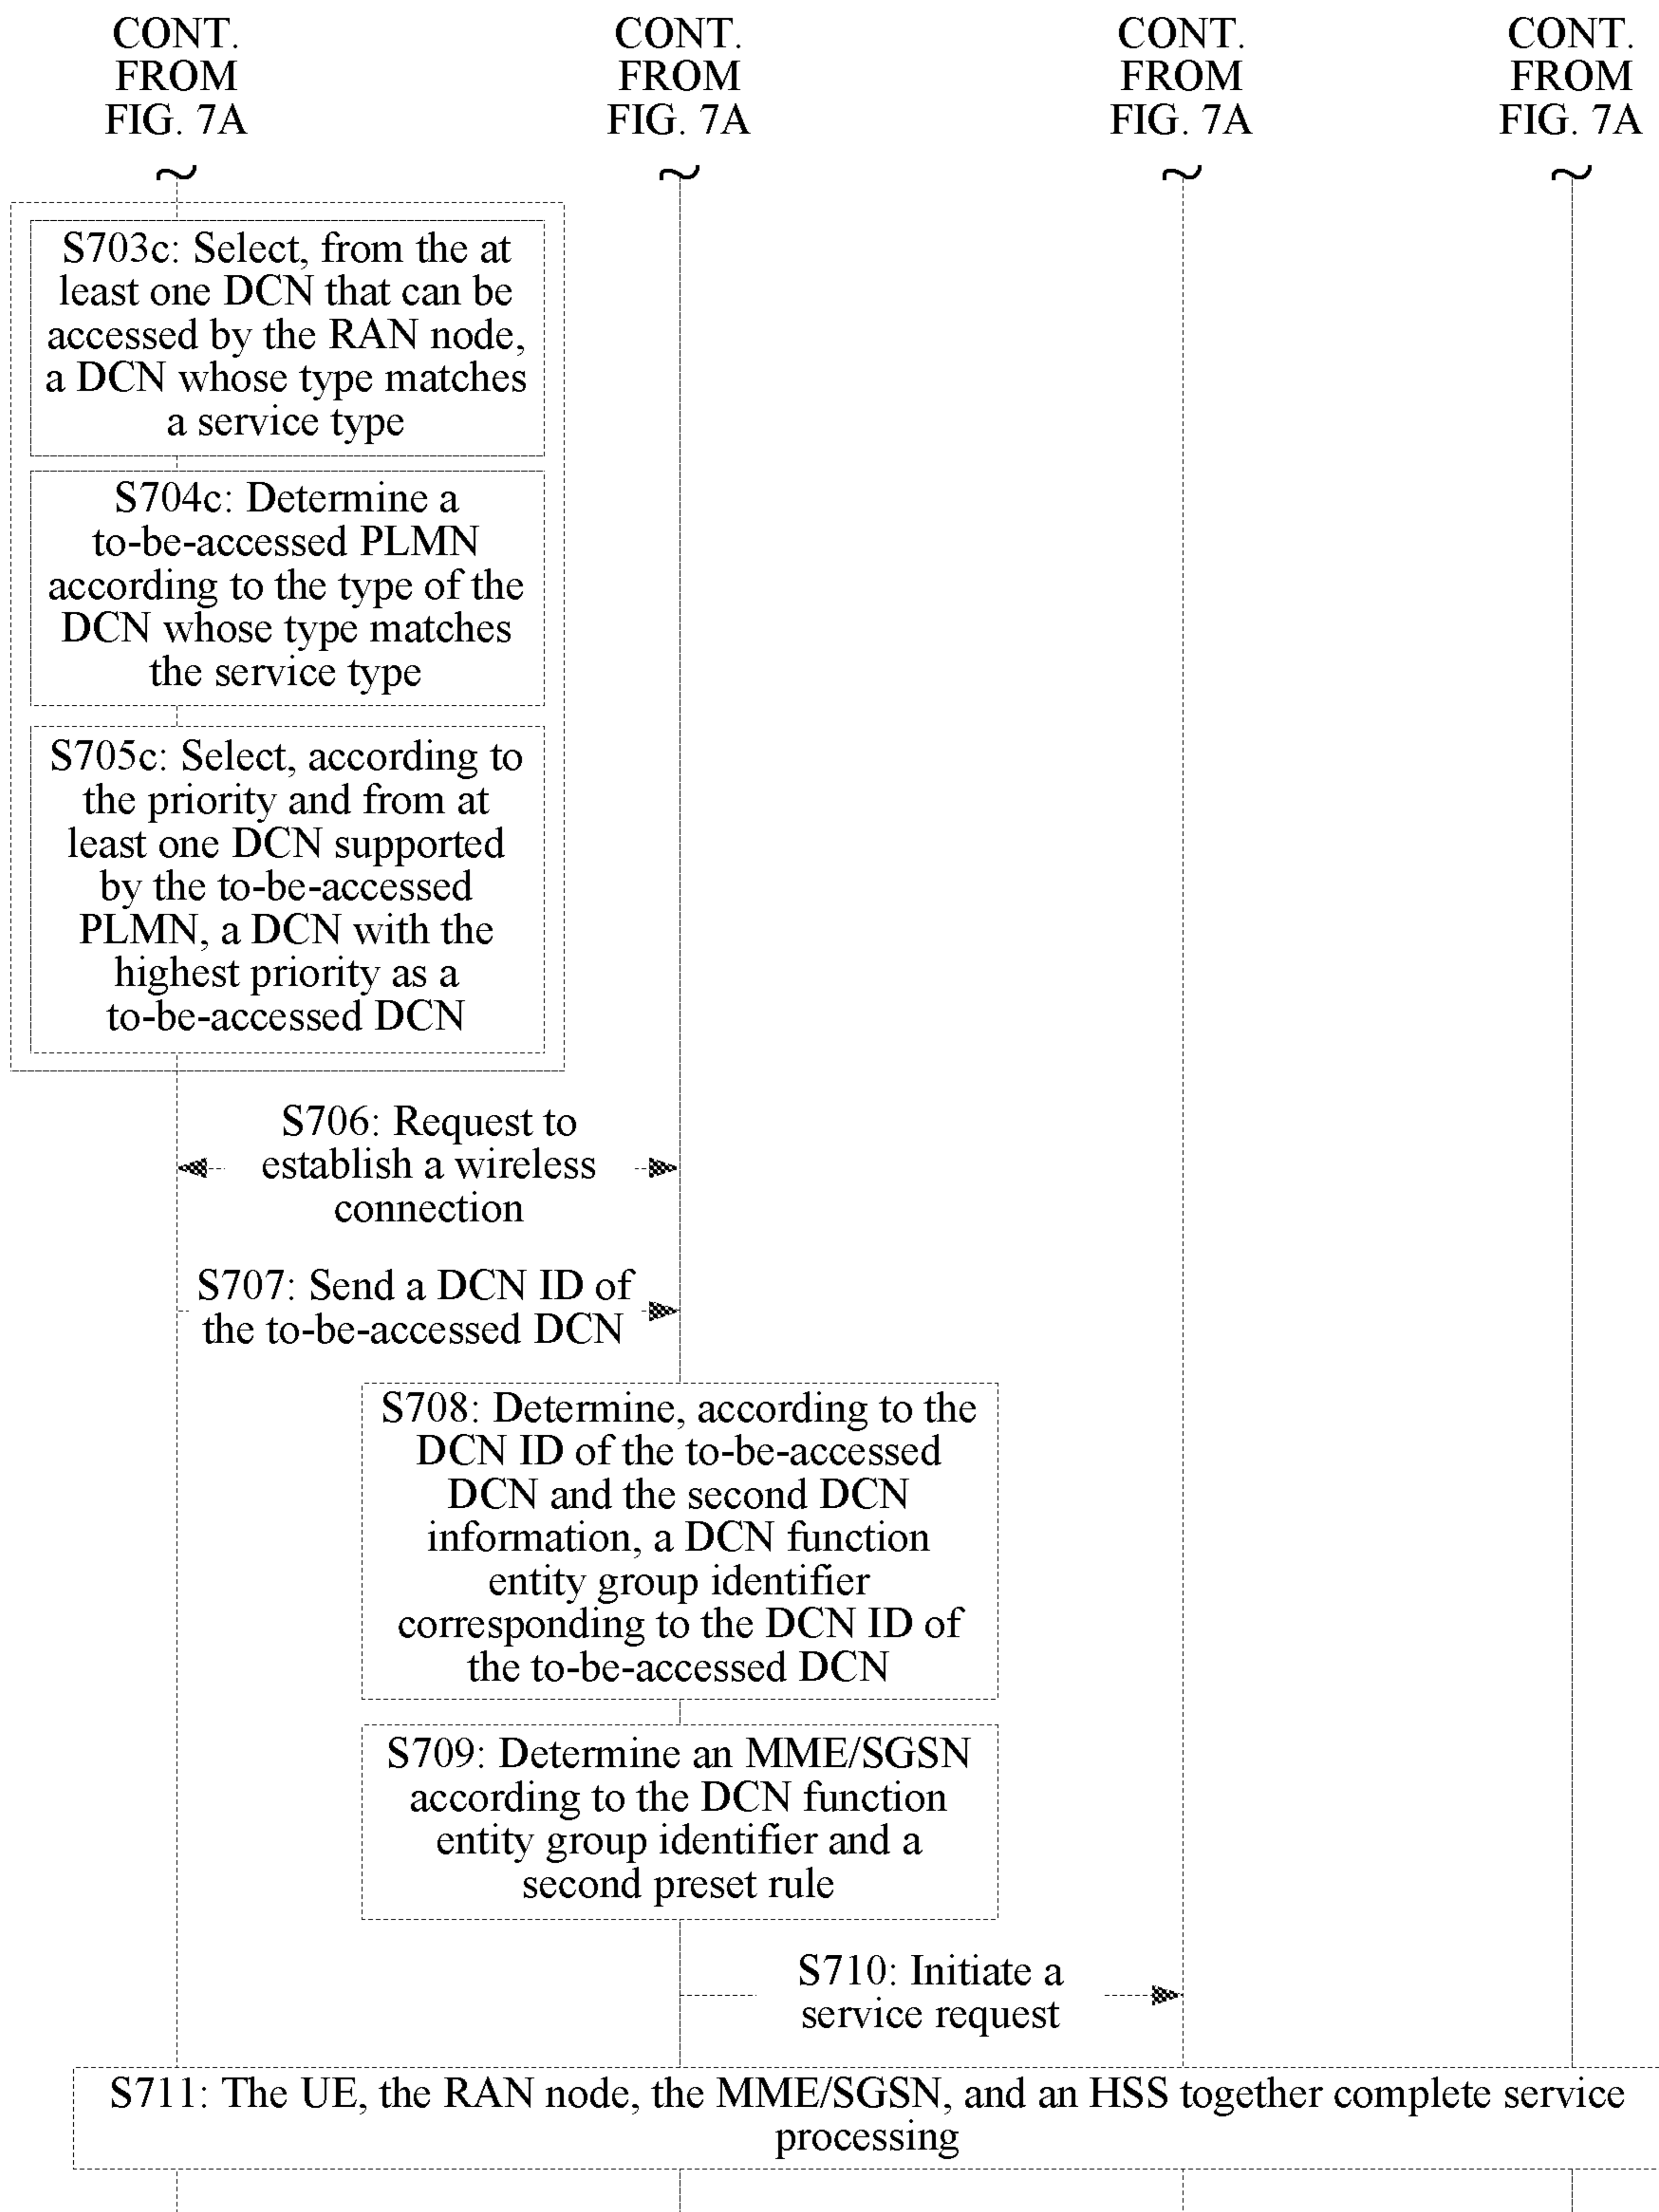 CONT.
FROM
FIG. 7A
CONT.
FROM
FIG. 7A
CONT.
FROM
FIG. 7A
CONT.
FROM
FIG. 7A
S703c: Select, from the at
least one DCN that can be
accessed by the RAN node,
a DCN whose type matches
a service type
S704c: Determine a
to-be-accessed PLMN
according to the type of the
DCN whose type matches
the service type
S705c: Select, according to
the priority and from at
least one DCN supported
by the to-be-accessed
PLMN, a DCN with the
highest priority as a
to-be-accessed DCN
S706: Request to
establish a wireless
connection
S707: Send a DCN ID of
the to-be-accessed DCN
S708: Determine, according to the
DCN ID of the to-be-accessed
DCN and the second DCN
information, a DCN function
entity group identifier
corresponding to the DCN ID of
the to-be-accessed DCN
S709: Determine an MME/SGSN
according to the DCN function
entity group identifier and a
second preset rule
S710: Initiate a
service request
S711: The UE, the RAN node, the MME/SGSN, and an HSS together complete service
processing